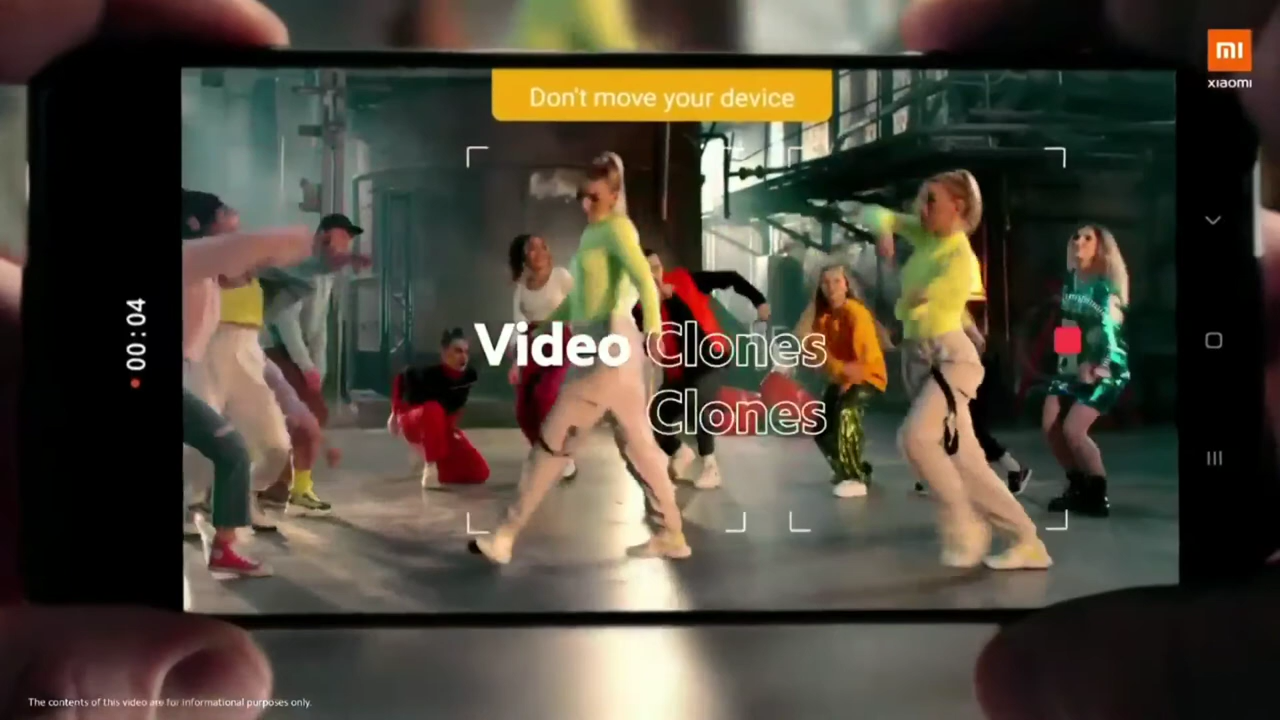 mi
xiaomi
Don't move your device
00:04
Video Clones
Clones
The contents of this video are for informational purposes only.